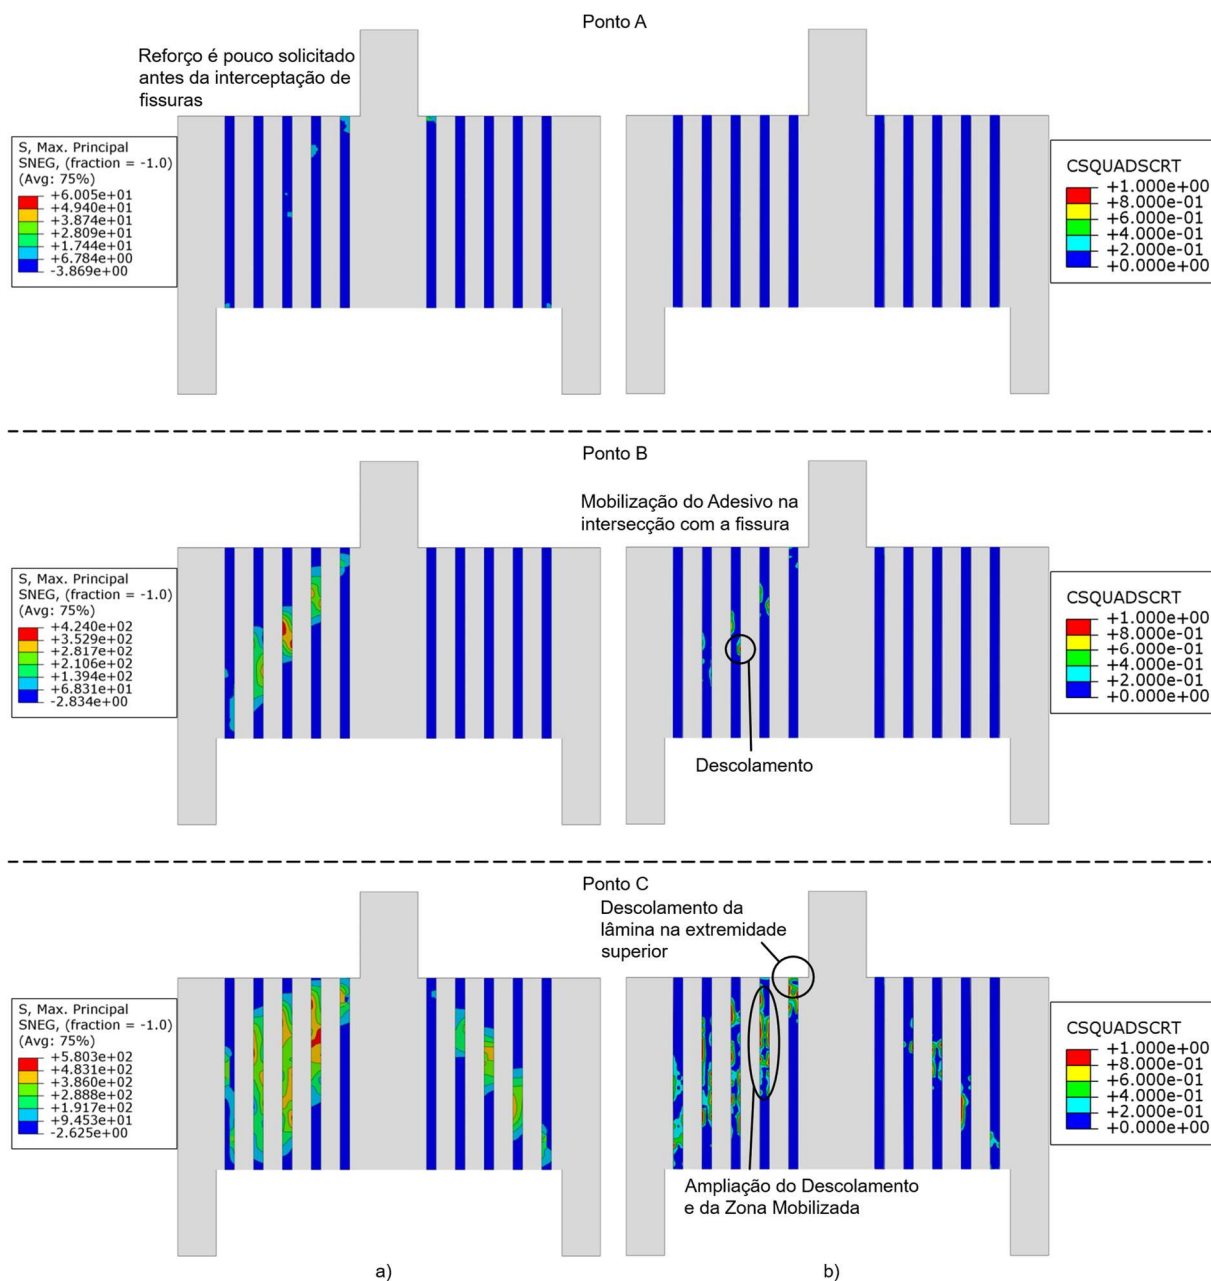 Ponto A
Reforço é pouco solicitado
antes da interceptação de
fissuras
S, Max. Principal
SNEG, (fraction = -1.0)
(Avg: 75%)
+6.005e+01
+4.940e+01
+3.874e+01
+2.809e+01
+1.744e+01
+6.784e+00
-3.869e+00
CSQUADSCRT
+1.000e+00
+8.000e-01
+6.000e-01
+4.000e-01
+2.000e-01
+0.000e+00
Ponto B
Mobilização do Adesivo na
intersecção com a fissura
S, Max. Principal
SNEG, (fraction = -1.0)
(Avg: 75%)
+4.240e+02
+3.529e+02
+2.817e+02
+2.106e+02
+1.394e+02
+6.831e+01
-2.834e+00
CSQUADSCRT
+1.000e+00
+8.000e-01
+6.000e-01
+4.000e-01
+2.000e-01
+0.000e+00
Descolamento
Ponto C
Descolamento da
lâmina na extremidade
superior
S, Max. Principal
SNEG, (fraction = -1.0)
(Avg: 75%)
+5.803e+02
+4.831e+02
+3.860e+02
+2.888e+02
+1.917e+02
+9.453e+01
-2.625e+00
CSQUADSCRT
+1.000e+00
+8.000e-01
+6.000e-01
+4.000e-01
+2.000e-01
+0.000e+00
Ampliação do Descolamento
e da Zona Mobilizada
a)
b)